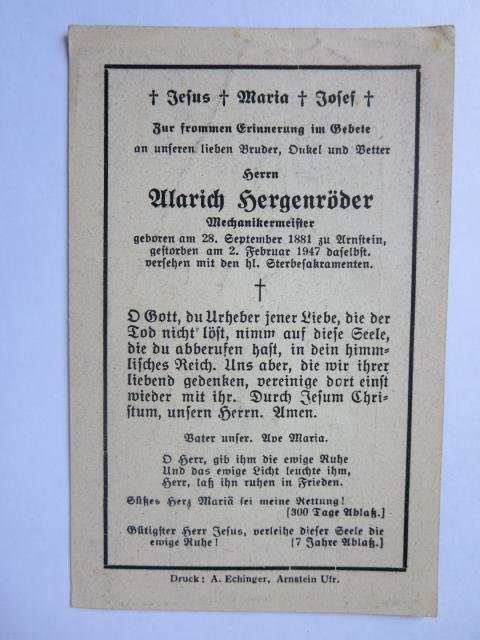 † Jesus † Maria † Josef †
Zur frommen Erinnerung im Gebete
an unseren lieben Bruder, Onkel und Vetter
Herrn
Alarich Hergenröder
Mechanikermeister
geboren am 28. September 1881 zu Arnstein,
gestorben am 2. Februar 1947 daselbst.
versehen mit den hl. Sterbesakramenten.
†
O Gott, du Urheber jener Liebe, die der
Tod nicht löst, nimm auf diese Seele,
die du abberufen hast, in dein himm-
lisches Reich. Uns aber, die wir ihrer
liebend gedenken, vereinige dort einst
wieder mit ihr. Durch Jesum Chri-
stum, unsern Herrn. Amen.
Vater unser. Ave Maria.
O Herr, gib ihm die ewige Ruhe
Und das ewige Licht leuchte ihm,
Herr, laß ihn ruhen in Frieden.
Süßes Herz Mariä sei meine Rettung!
[300 Tage Ablaß.]
Gütigster Herr Jesus, verleihe dieser Seele die
ewige Ruhe! [7 Jahre Ablaß.]
Druck: A. Echinger, Arnstein Ufr.